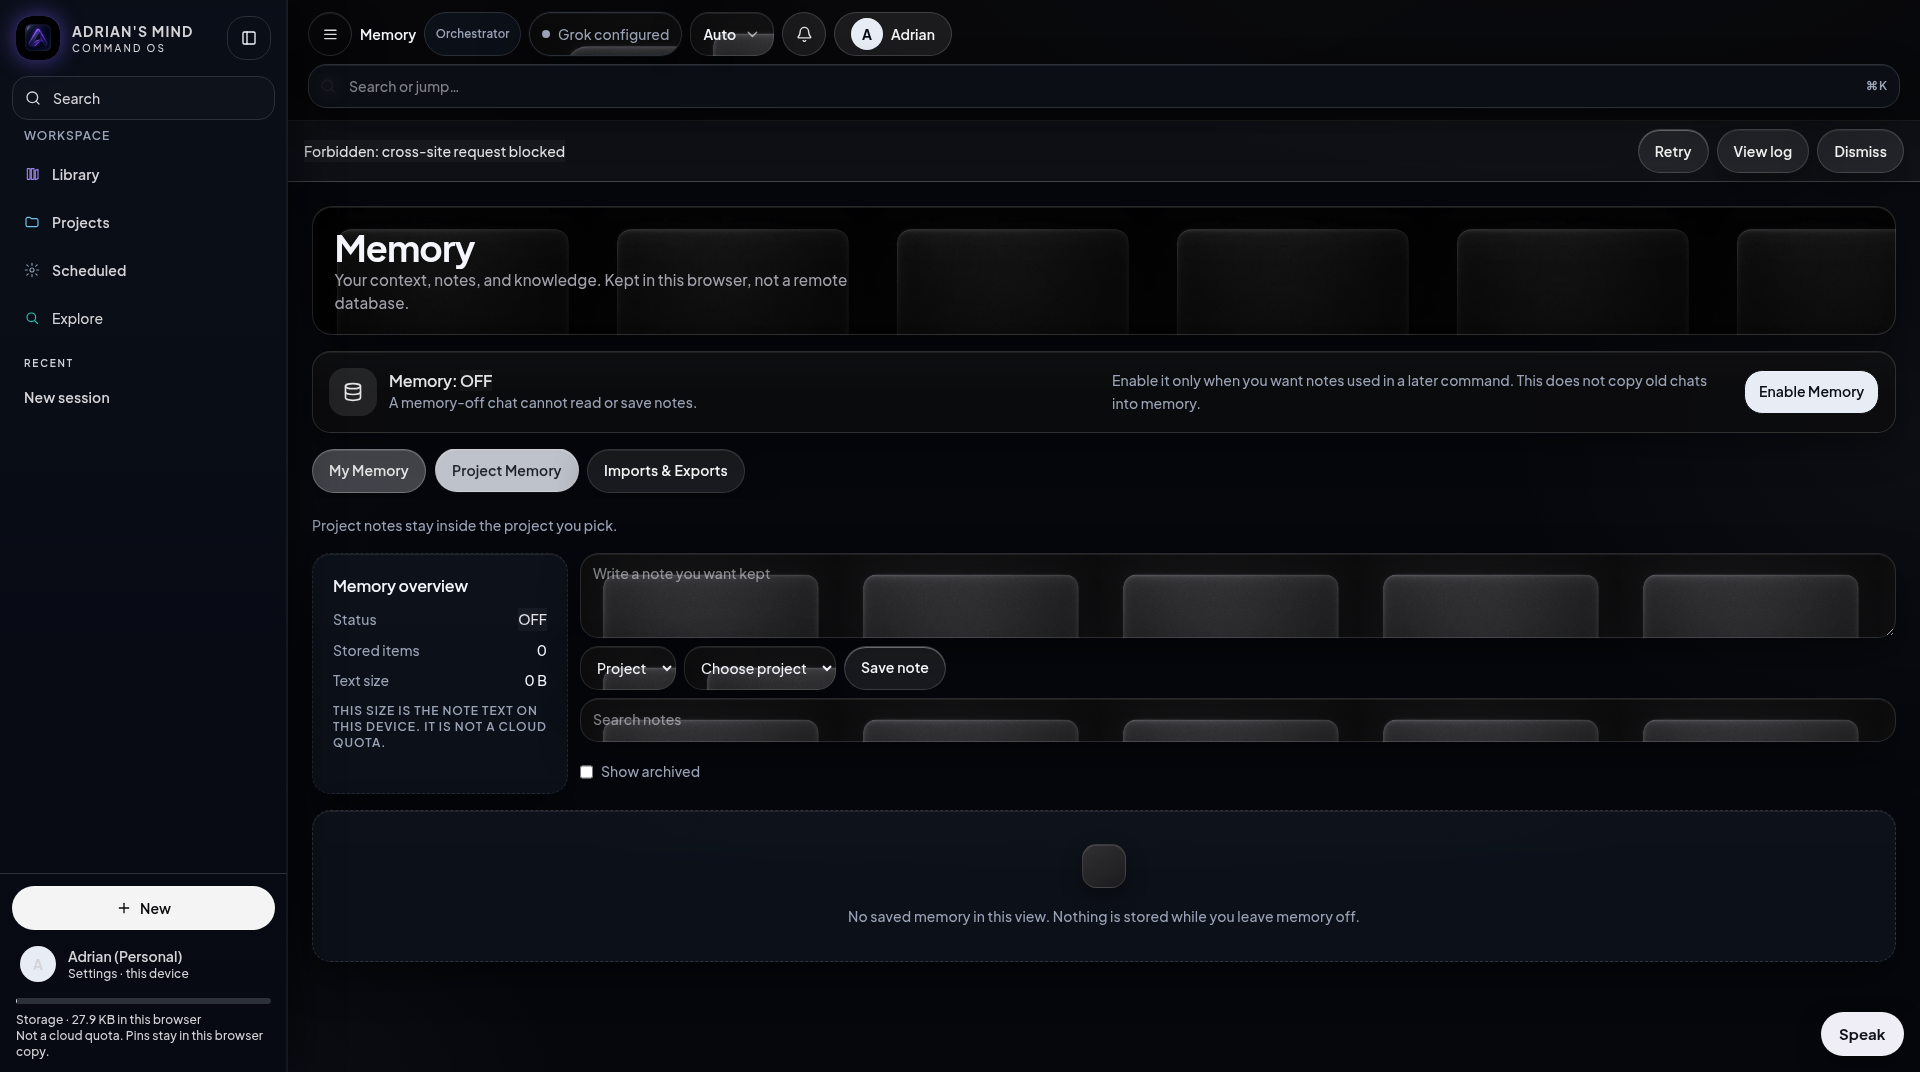 ADRIAN'S MIND
COMMAND OS
Search
WORKSPACE
Library
Projects
Scheduled
Explore
RECENT
New session
New
A
Adrian (Personal)
Settings · this device
Storage · 27.9 KB in this browser
Not a cloud quota. Pins stay in this browser
copy.
Memory
Orchestrator
Grok configured
Auto
A
Adrian
Search or jump…
⌘K
Forbidden: cross-site request blocked
Retry
View log
Dismiss
Memory
Your context, notes, and knowledge. Kept in this browser, not a remote
database.
Memory: OFF
A memory-off chat cannot read or save notes.
Enable it only when you want notes used in a later command. This does not copy old chats
into memory.
Enable Memory
My Memory
Project Memory
Imports & Exports
Project notes stay inside the project you pick.
Memory overview
Status
OFF
Stored items
0
Text size
0 B
THIS SIZE IS THE NOTE TEXT ON
THIS DEVICE. IT IS NOT A CLOUD
QUOTA.
Write a note you want kept
Project
Choose project
Save note
Search notes
Show archived
No saved memory in this view. Nothing is stored while you leave memory off.
Speak